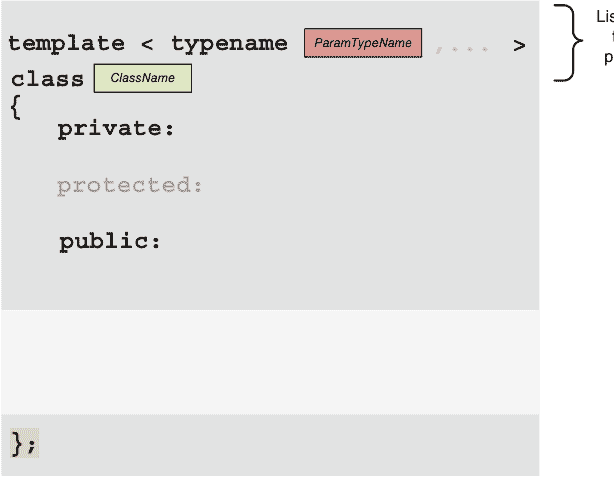 template < typename ParamTypeName ,... >
class ClassName
{
private:
protected:
public:
};